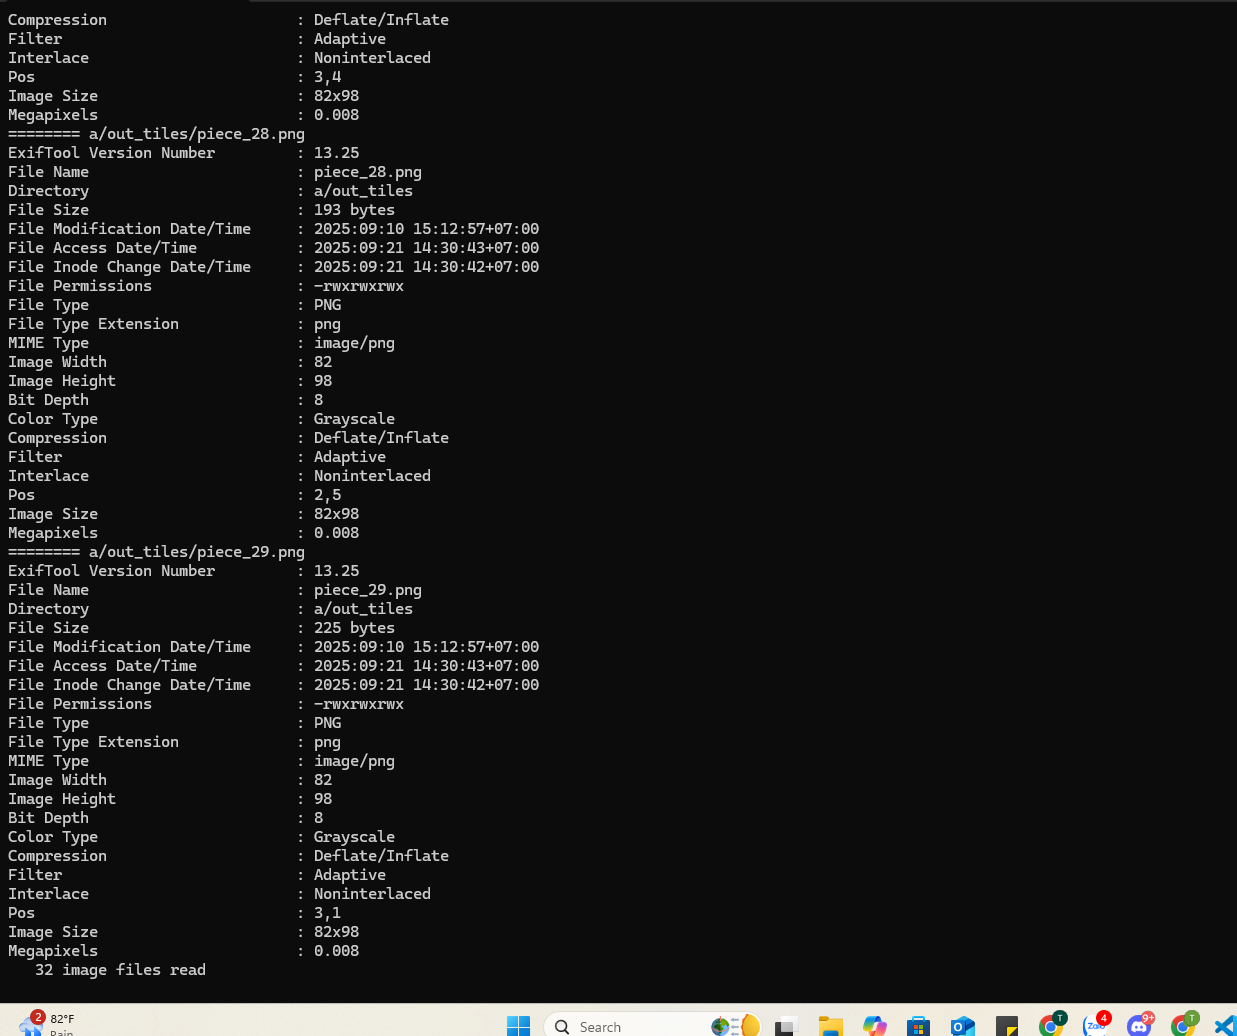 Compression                     : Deflate/Inflate
Filter                          : Adaptive
Interlace                       : Noninterlaced
Pos                             : 3,4
Image Size                      : 82x98
Megapixels                      : 0.008
======== a/out_tiles/piece_28.png
ExifTool Version Number         : 13.25
File Name                       : piece_28.png
Directory                       : a/out_tiles
File Size                       : 193 bytes
File Modification Date/Time     : 2025:09:10 15:12:57+07:00
File Access Date/Time           : 2025:09:21 14:30:43+07:00
File Inode Change Date/Time     : 2025:09:21 14:30:42+07:00
File Permissions                : -rwxrwxrwx
File Type                       : PNG
File Type Extension             : png
MIME Type                       : image/png
Image Width                     : 82
Image Height                    : 98
Bit Depth                       : 8
Color Type                      : Grayscale
Compression                     : Deflate/Inflate
Filter                          : Adaptive
Interlace                       : Noninterlaced
Pos                             : 2,5
Image Size                      : 82x98
Megapixels                      : 0.008
======== a/out_tiles/piece_29.png
ExifTool Version Number         : 13.25
File Name                       : piece_29.png
Directory                       : a/out_tiles
File Size                       : 225 bytes
File Modification Date/Time     : 2025:09:10 15:12:57+07:00
File Access Date/Time           : 2025:09:21 14:30:43+07:00
File Inode Change Date/Time     : 2025:09:21 14:30:42+07:00
File Permissions                : -rwxrwxrwx
File Type                       : PNG
File Type Extension             : png
MIME Type                       : image/png
Image Width                     : 82
Image Height                    : 98
Bit Depth                       : 8
Color Type                      : Grayscale
Compression                     : Deflate/Inflate
Filter                          : Adaptive
Interlace                       : Noninterlaced
Pos                             : 3,1
Image Size                      : 82x98
Megapixels                      : 0.008
   32 image files read
2 82°F
Rain
Search
T 4 Zalo 9+ T